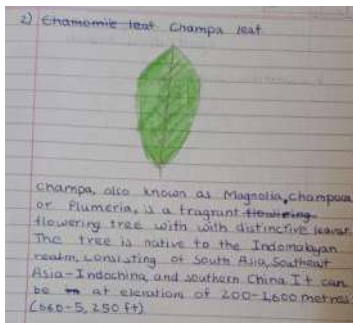 2) Chamomile leaf Champa leaf.
Champa, also known as Magnolia, champaca
or Plumeria, is a fragrant flowering
flowering tree with with distinctive leaves
The tree is native to the Indomalayan
realm, consisting of South Asia, Southeast
Asia-Indochina, and southern China It can
be at elevation of 200-1,600 metres
(660-5,250 ft)